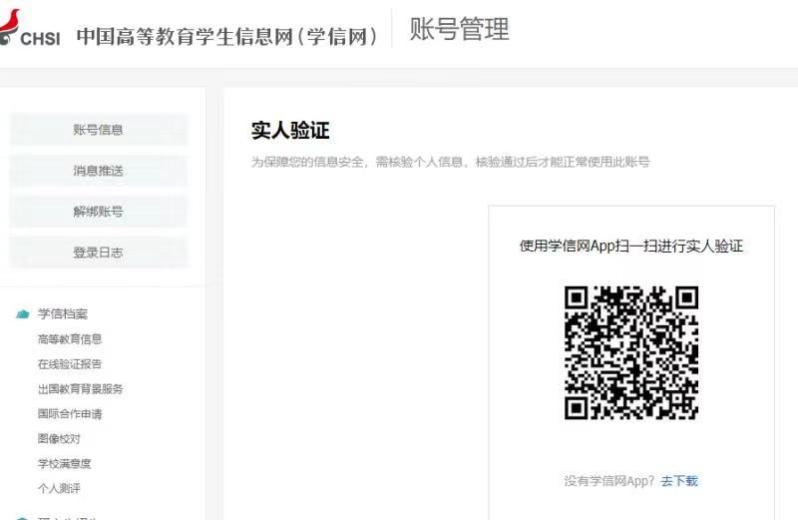 CHSI 中国高等教育学生信息网(学信网) 账号管理
账号信息
消息推送
解绑账号
登录日志
学信档案
高等教育信息
在线验证报告
出国教育背景服务
国际合作申请
图像校对
学校满意度
个人测评
实人验证
为保障您的信息安全，需核验个人信息，核验通过后才能正常使用此账号
使用学信网App扫一扫进行实人验证
没有学信网App? 去下载